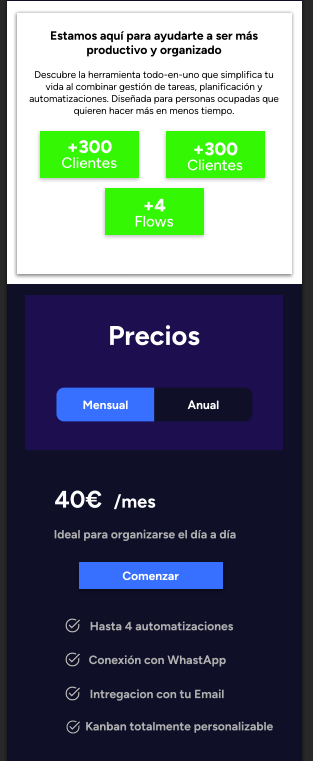 Estamos aquí para ayudarte a ser más
productivo y organizado
Descubre la herramienta todo-en-uno que simplifica tu
vida al combinar gestión de tareas, planificación y
automatizaciones. Diseñada para personas ocupadas que
quieren hacer más en menos tiempo.
+300
Clientes
+300
Clientes
+4
Flows
Precios
Mensual
Anual
40€ /mes
Ideal para organizarse el día a día
Comenzar
Hasta 4 automatizaciones
Conexión con WhastApp
Intregacion con tu Email
Kanban totalmente personalizable